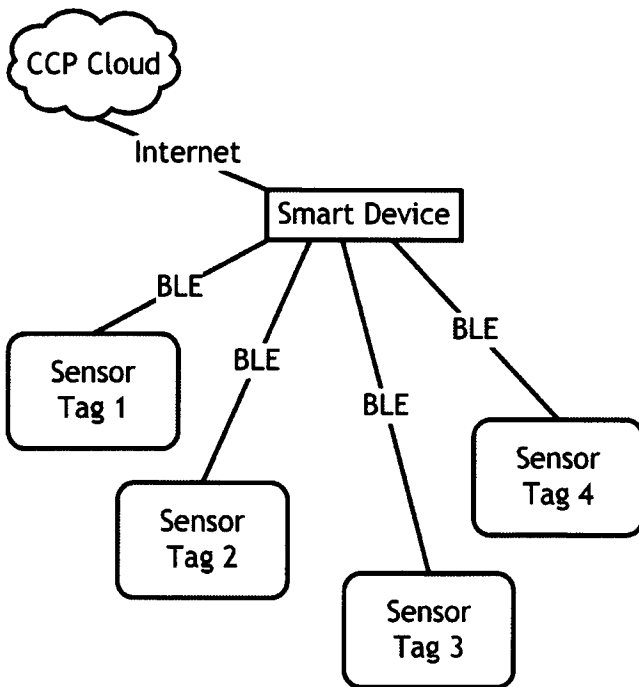 CCP Cloud
Internet
Smart Device
BLE
Sensor
Tag 1
BLE
Sensor
Tag 2
BLE
Sensor
Tag 3
BLE
Sensor
Tag 4